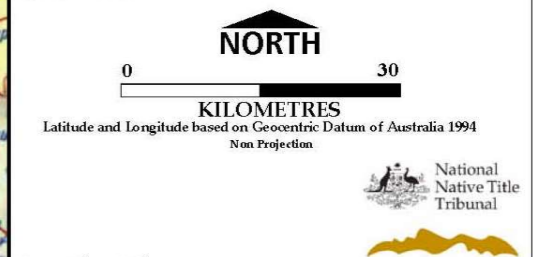 NORTH
0 30
KILOMETRES
Latitude and Longitude based on Geocentric Datum of Australia 1994
Non Projection
National
Native Title
Tribunal